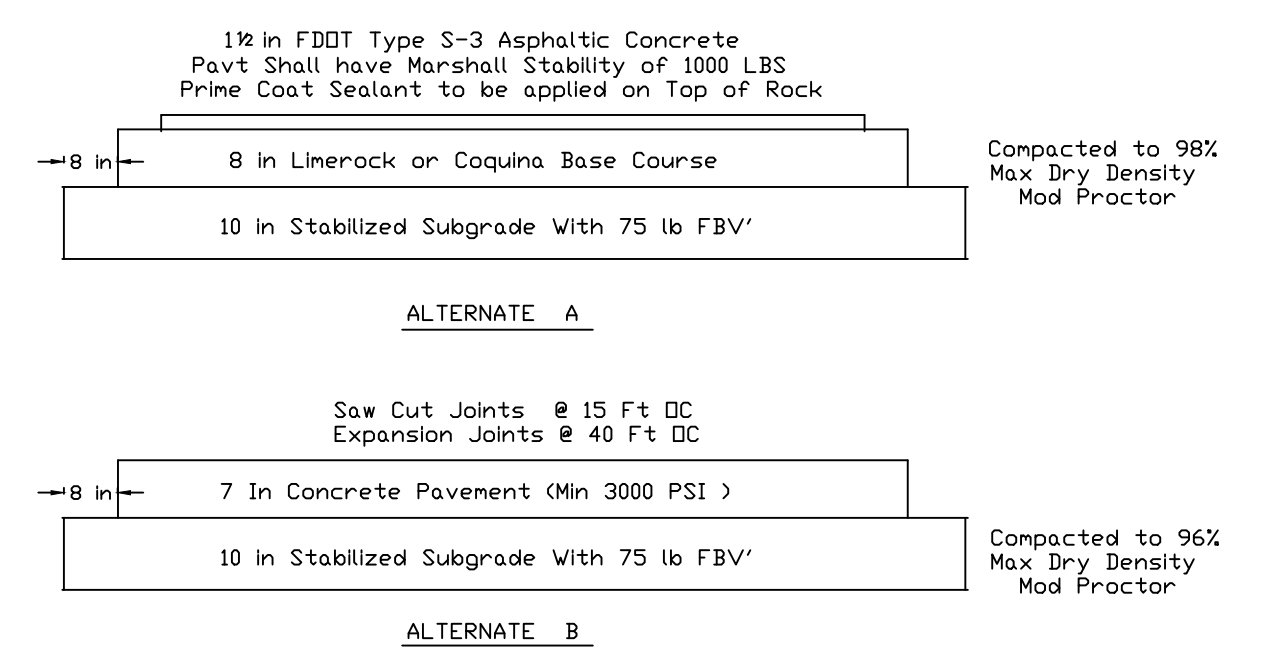 1½ in FDOT Type S-3 Asphaltic Concrete
Pavt Shall have Marshall Stability of 1000 LBS
Prime Coat Sealant to be applied on Top of Rock
8 in
8 in Limerock or Coquina Base Course
Compacted to 98%
Max Dry Density
Mod Proctor
10 in Stabilized Subgrade With 75 lb FBV'
ALTERNATE A
Saw Cut Joints @ 15 Ft OC
Expansion Joints @ 40 Ft OC
8 in
7 In Concrete Pavement (Min 3000 PSI )
10 in Stabilized Subgrade With 75 lb FBV'
Compacted to 96%
Max Dry Density
Mod Proctor
ALTERNATE B